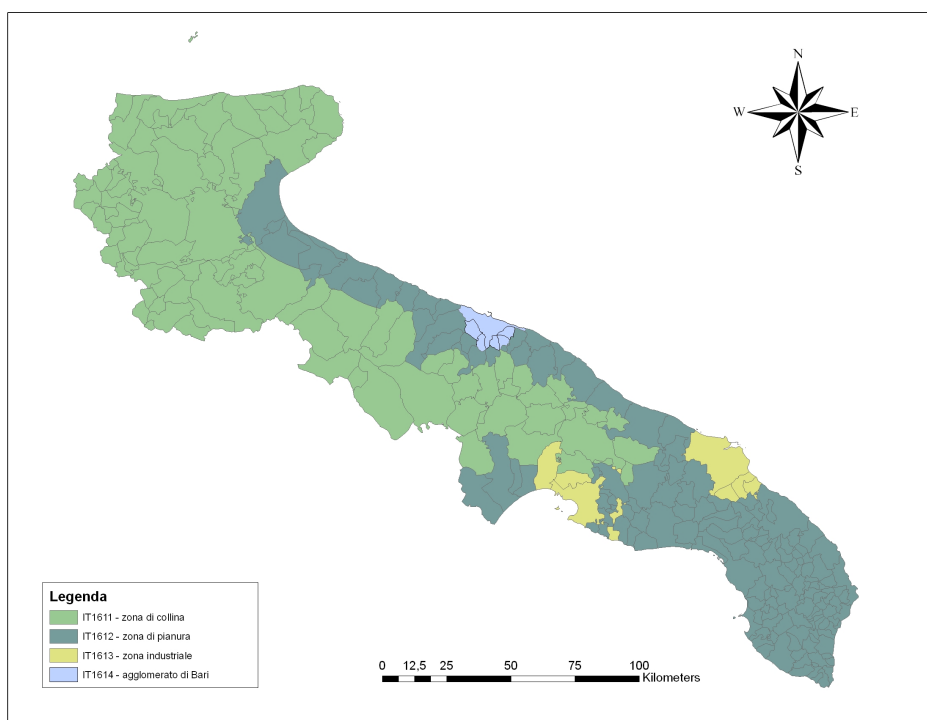 N
W E
S
Legenda
IT1611 - zona di collina
IT1612 - zona di pianura
IT1613 - zona industriale
IT1614 - agglomerato di Bari
0 12,5 25 50 75 100
Kilometers